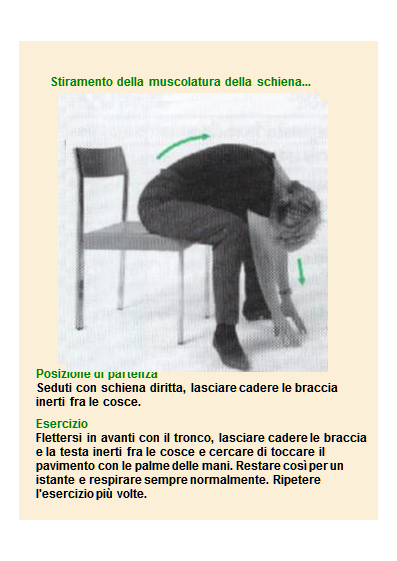 Stiramento della muscolatura della schiena...
Posizione di partenza
Seduti con schiena diritta, lasciare cadere le braccia
inerti fra le cosce.
Esercizio
Flettersi in avanti con il tronco, lasciare cadere le braccia
e la testa inerti fra le cosce e cercare di toccare il
pavimento con le palme delle mani. Restare così per un
istante e respirare sempre normalmente. Ripetere
l'esercizio più volte.